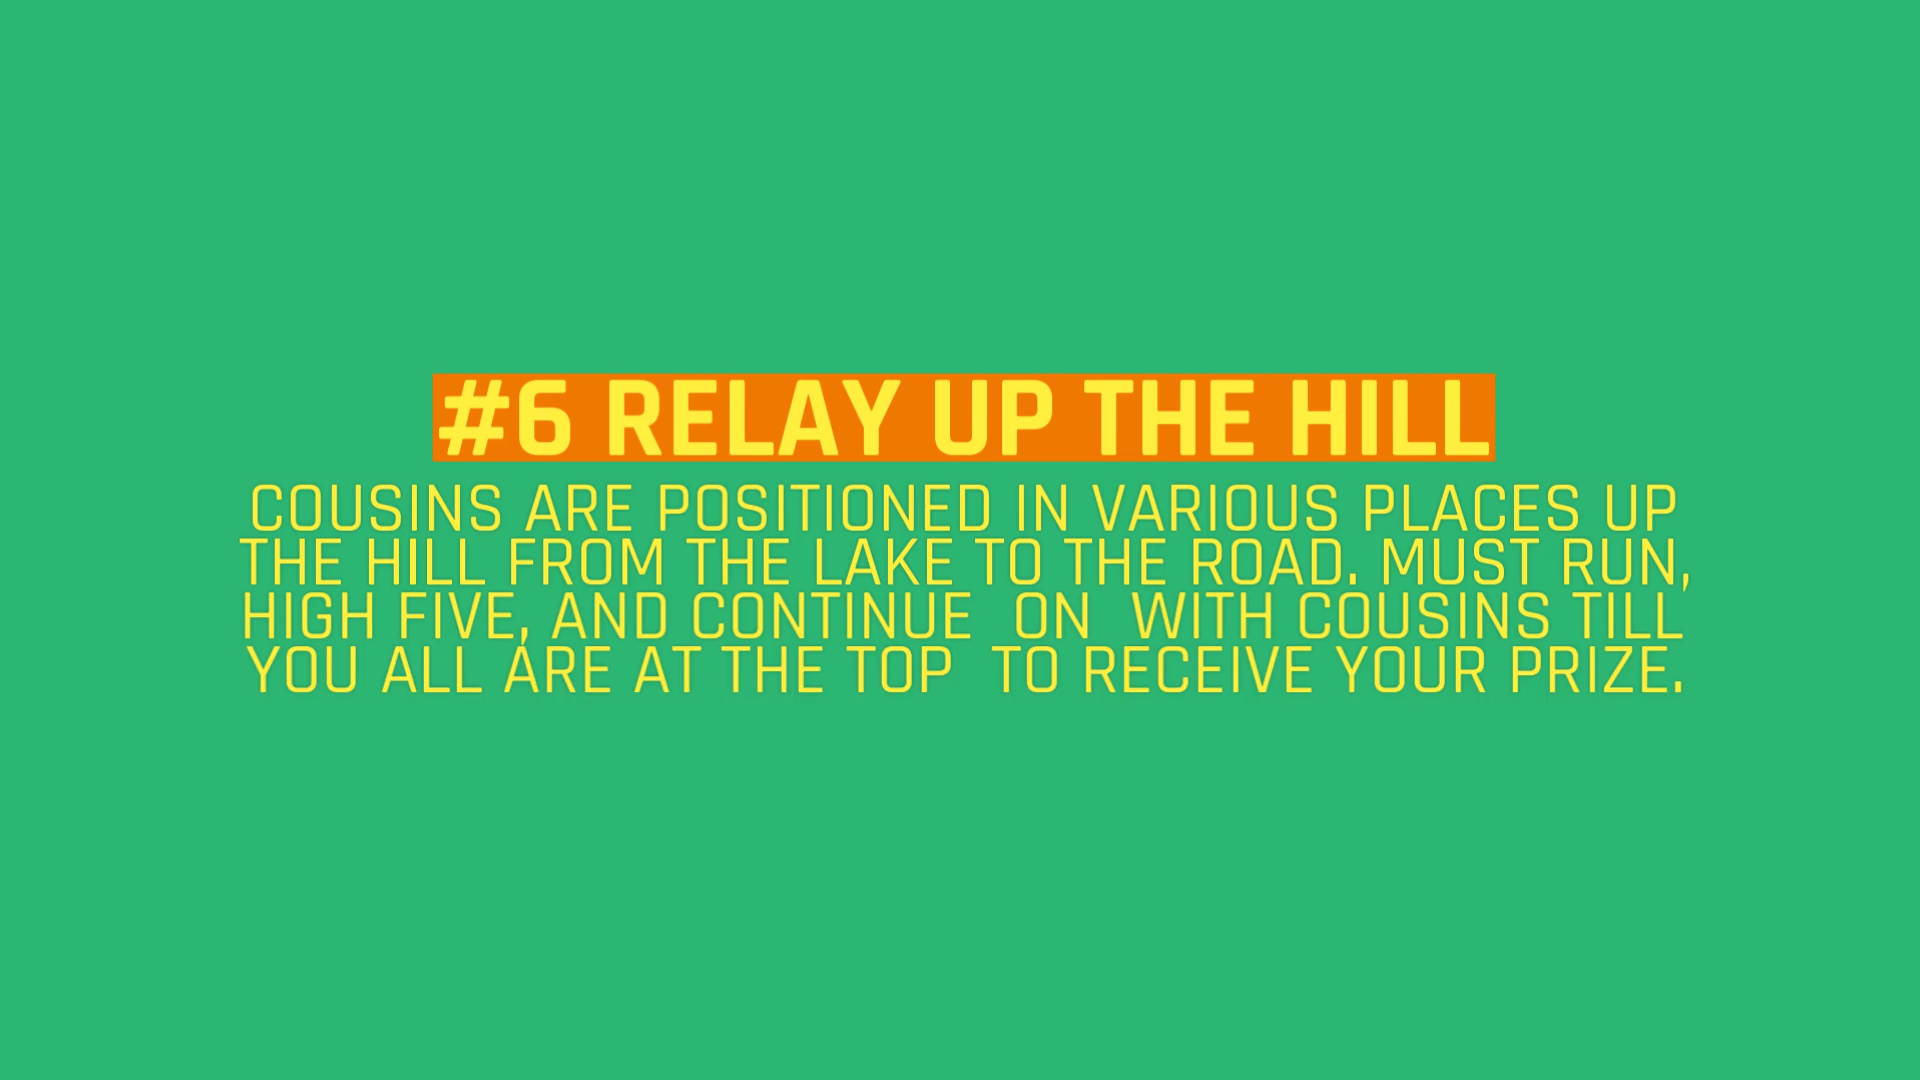 #6 RELAY UP THE HILL
COUSINS ARE POSITIONED IN VARIOUS PLACES UP
THE HILL FROM THE LAKE TO THE ROAD. MUST RUN,
HIGH FIVE, AND CONTINUE ON WITH COUSINS TILL
YOU ALL ARE AT THE TOP TO RECEIVE YOUR PRIZE.